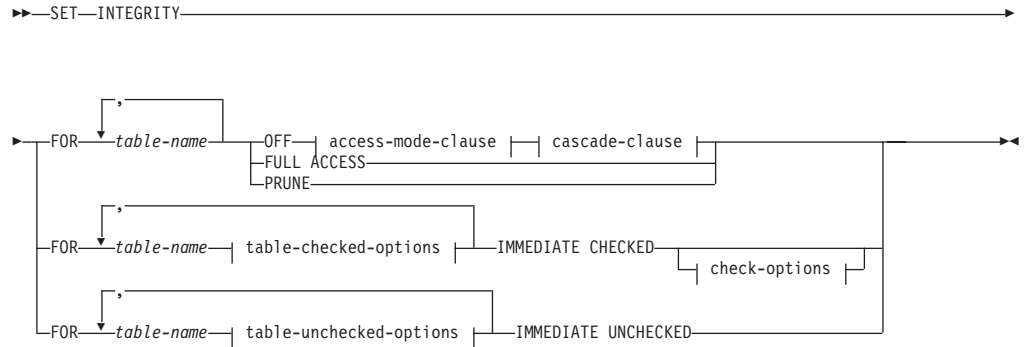 SET INTEGRITY
,
FOR table-name OFF access-mode-clause cascade-clause
FULL ACCESS
PRUNE
,
FOR table-name table-checked-options IMMEDIATE CHECKED
check-options
,
FOR table-name table-unchecked-options IMMEDIATE UNCHECKED